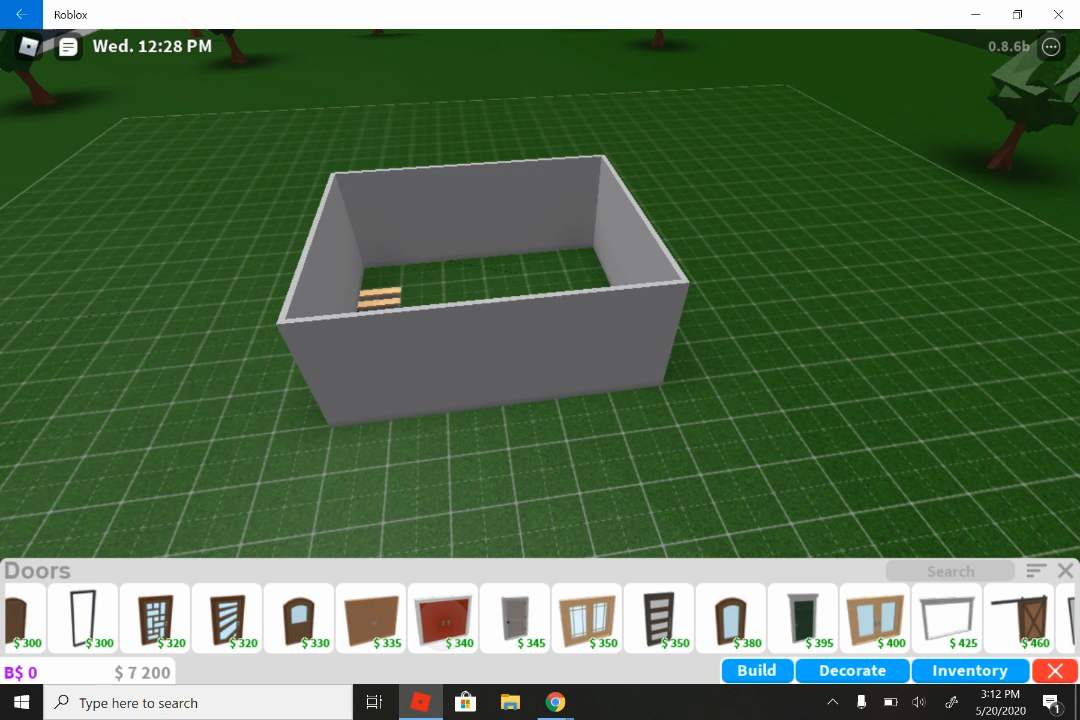 Roblox
Wed. 12:28 PM
0.8.6b
Doors
Search
$ 300
$ 300
$ 320
$ 320
$ 330
$ 335
$ 340
$ 345
$ 350
$ 350
$ 380
$ 395
$ 400
$ 425
$ 460
B$ 0
$ 7 200
Build
Decorate
Inventory
Type here to search
3:12 PM
5/20/2020
1